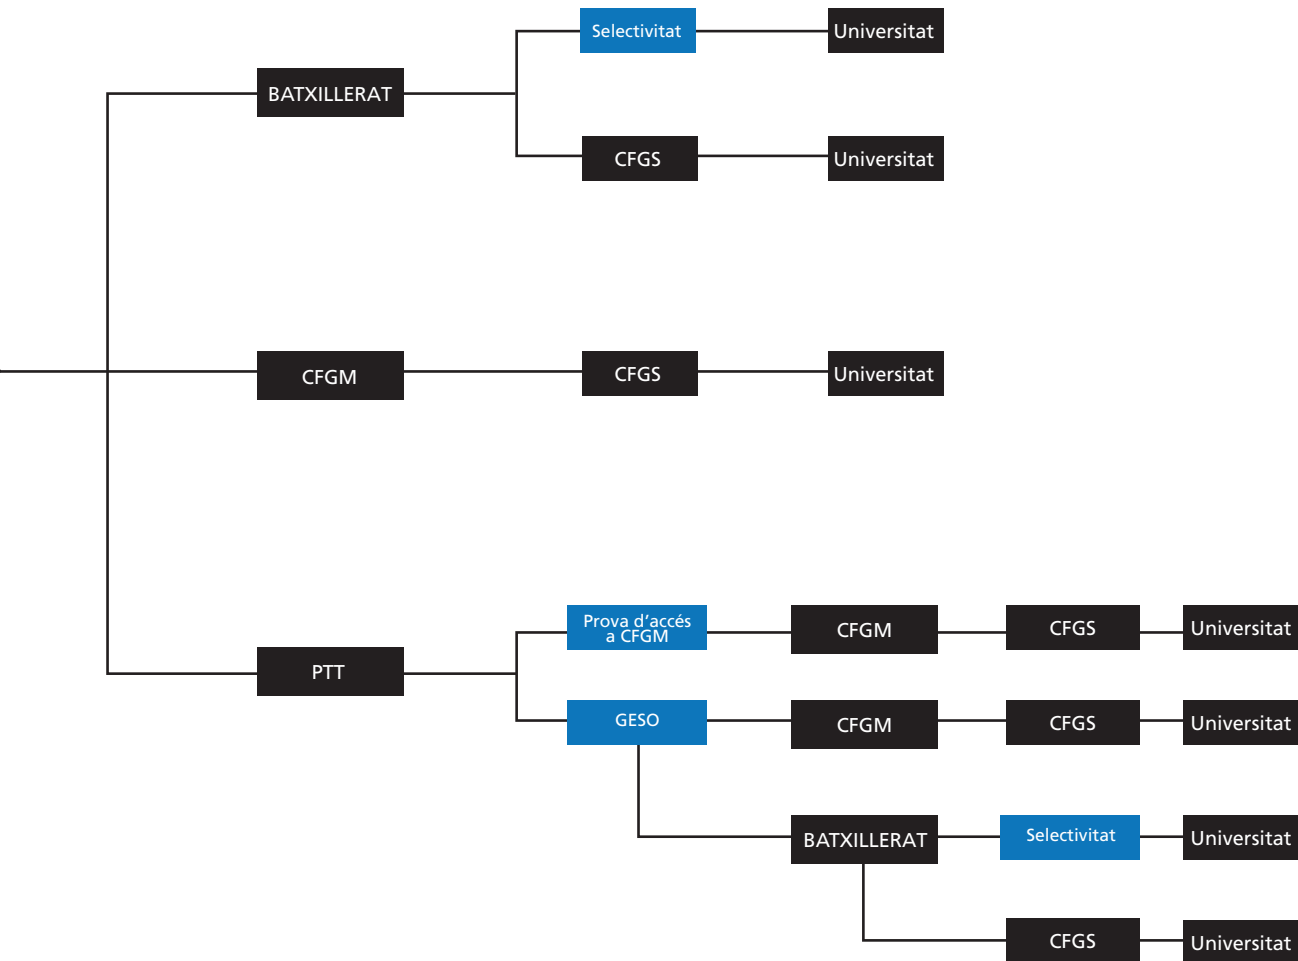 Selectivitat
Universitat
BATXILLERAT
CFGS
Universitat
CFGM
CFGS
Universitat
Prova d’accés
a CFGM
CFGM
CFGS
Universitat
PTT
GESO
CFGM
CFGS
Universitat
BATXILLERAT
Selectivitat
Universitat
CFGS
Universitat